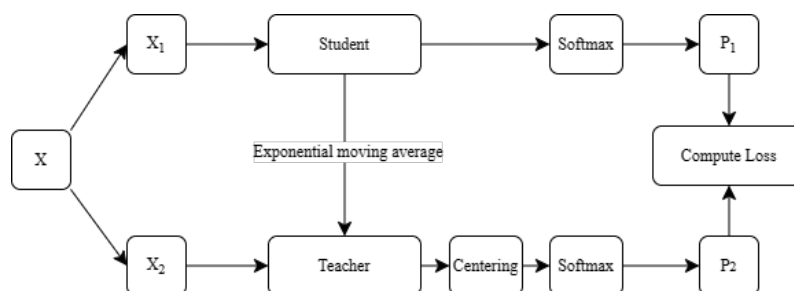 X₁
Student
Softmax
P₁
Exponential moving average
X
Compute Loss
X₂
Teacher
Centering
Softmax
P₂